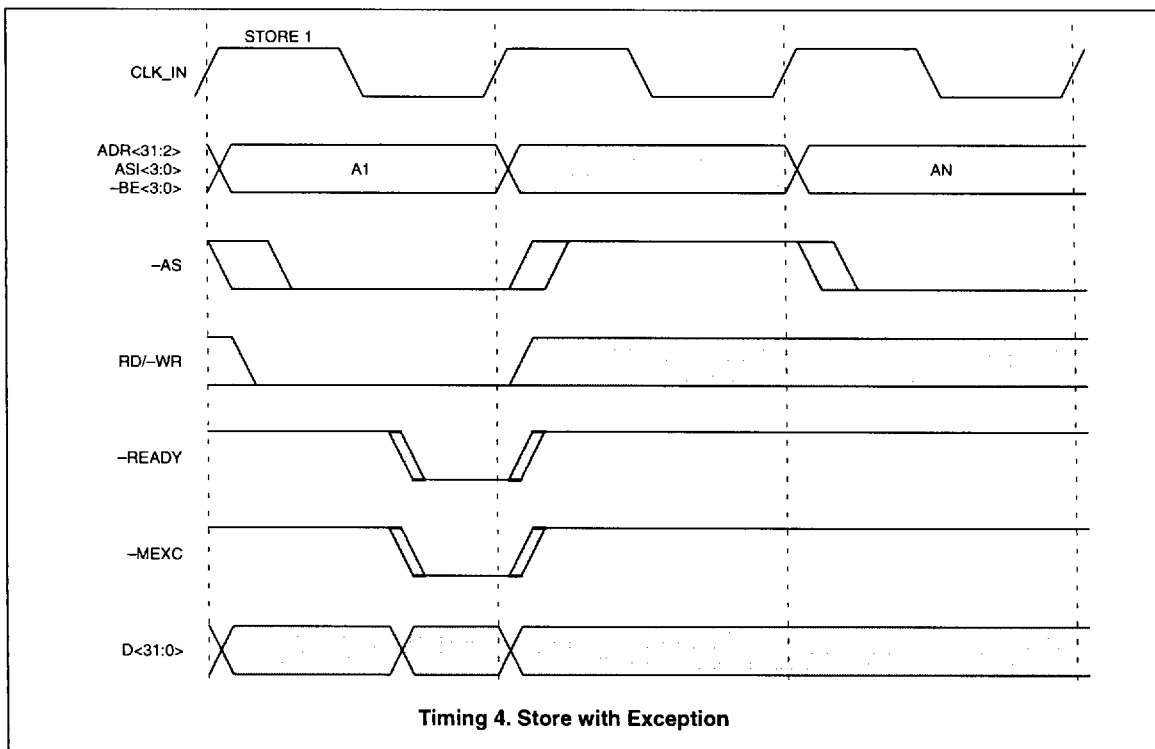 STORE 1
CLK_IN
ADR<31:2>
ASI<3:0>
–BE<3:0>
A1
AN
–AS
RD/–WR
–READY
–MEXC
D<31:0>
Timing 4. Store with Exception